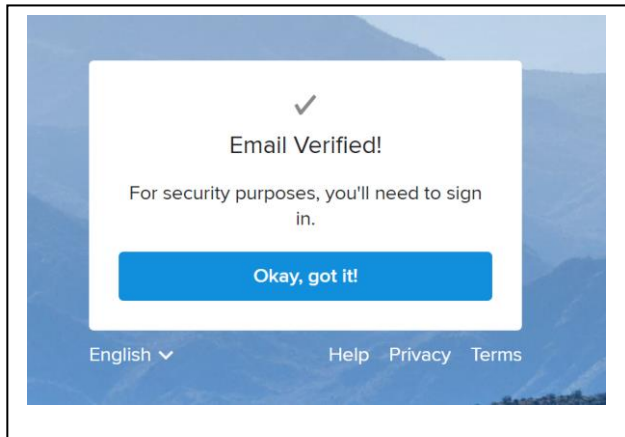 Email Verified!
For security purposes, you'll need to sign
in.
Okay, got it!
English Help Privacy Terms